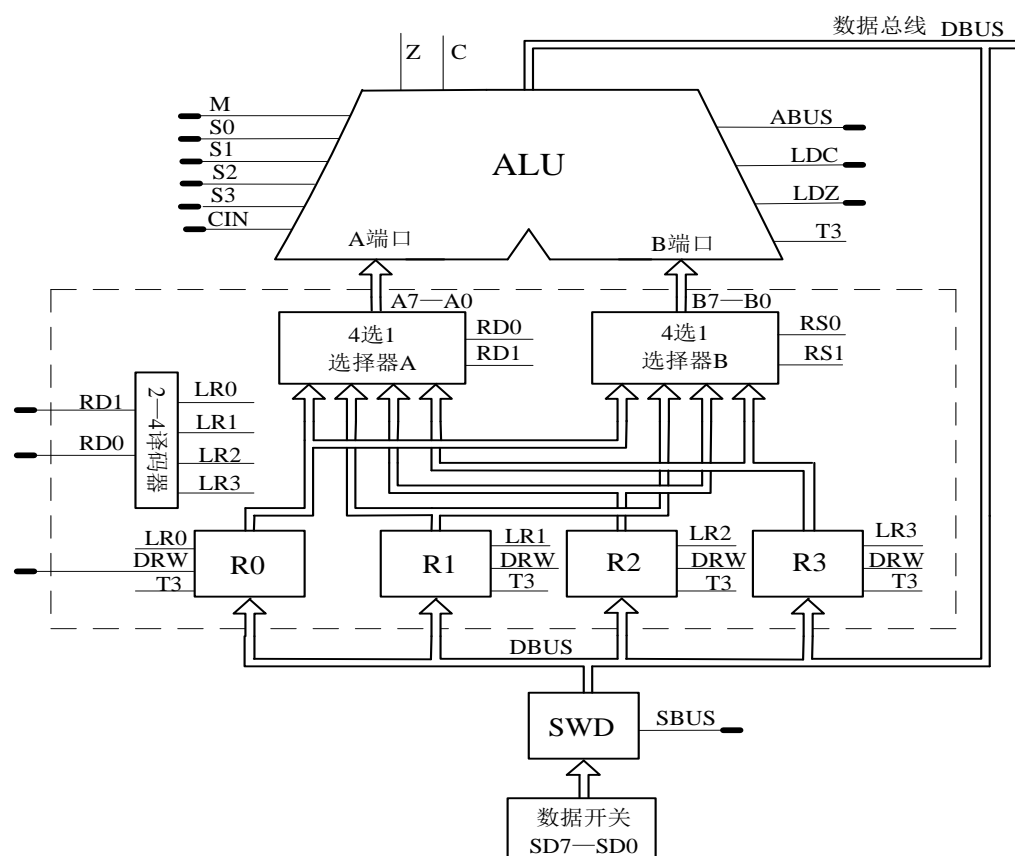 数据总线 DBUS
Z
C
M
S0
S1
S2
S3
CIN
ALU
ABUS
LDC
LDZ
T3
A端口
B端口
A7—A0
B7—B0
4选1
选择器A
RD0
RD1
4选1
选择器B
RS0
RS1
RD1
RD0
2—4译码器
LR0
LR1
LR2
LR3
LR0
DRW
T3
R0
R1
LR1
DRW
T3
R2
LR2
DRW
T3
R3
LR3
DRW
T3
DBUS
SWD
SBUS
数据开关
SD7—SD0